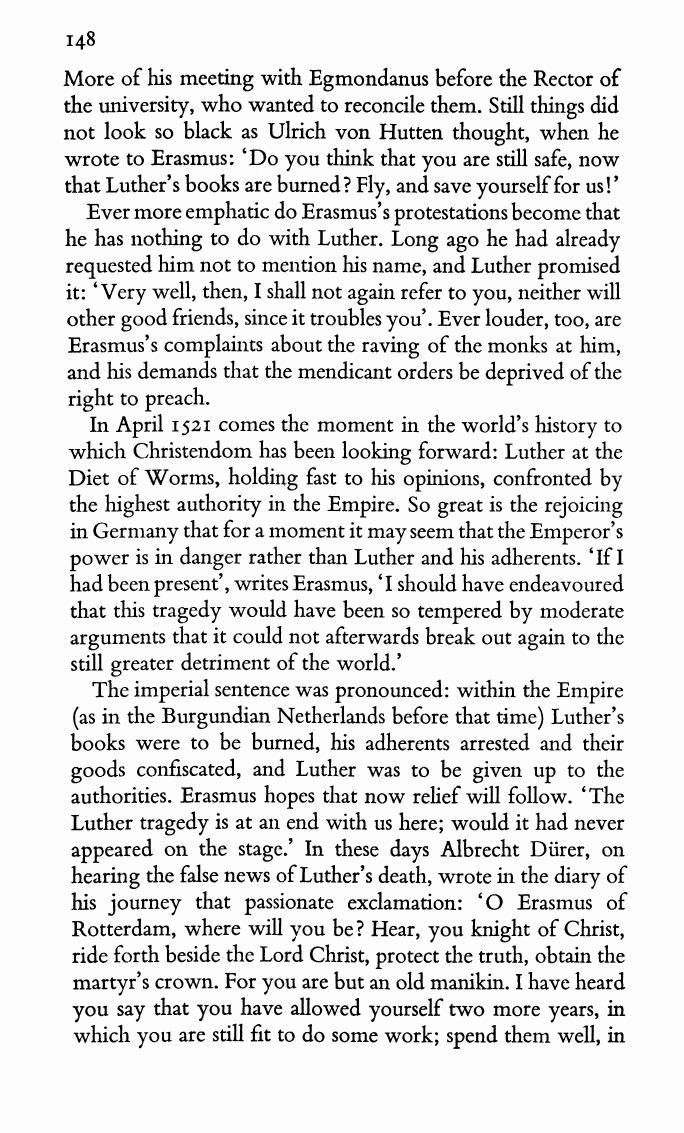 148
More of his meeting with Egmondanus before the Rector of
the university, who wanted to reconcile them. Still things did
not look so black as Ulrich von Hutten thought, when he
wrote to Erasmus: ‘Do you think that you are still safe, now
that Luther’s books are burned? Fly, and save yourself for us!’
Ever more emphatic do Erasmus’s protestations become that
he has nothing to do with Luther. Long ago he had already
requested him not to mention his name, and Luther promised
it: ‘Very well, then, I shall not again refer to you, neither will
other good friends, since it troubles you’. Ever louder, too, are
Erasmus’s complaints about the raving of the monks at him,
and his demands that the mendicant orders be deprived of the
right to preach.
In April 1521 comes the moment in the world’s history to
which Christendom has been looking forward: Luther at the
Diet of Worms, holding fast to his opinions, confronted by
the highest authority in the Empire. So great is the rejoicing
in Germany that for a moment it may seem that the Emperor’s
power is in danger rather than Luther and his adherents. ‘If I
had been present’, writes Erasmus, ‘I should have endeavoured
that this tragedy would have been so tempered by moderate
arguments that it could not afterwards break out again to the
still greater detriment of the world.’
The imperial sentence was pronounced: within the Empire
(as in the Burgundian Netherlands before that time) Luther’s
books were to be burned, his adherents arrested and their
goods confiscated, and Luther was to be given up to the
authorities. Erasmus hopes that now relief will follow. ‘The
Luther tragedy is at an end with us here; would it had never
appeared on the stage.’ In these days Albrecht Dürer, on
hearing the false news of Luther’s death, wrote in the diary of
his journey that passionate exclamation: ‘O Erasmus of
Rotterdam, where will you be? Hear, you knight of Christ,
ride forth beside the Lord Christ, protect the truth, obtain the
martyr’s crown. For you are but an old manikin. I have heard
you say that you have allowed yourself two more years, in
which you are still fit to do some work; spend them well, in